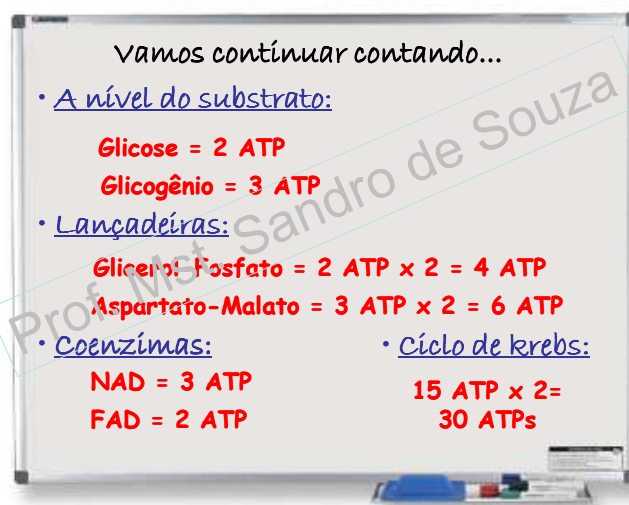 Vamos continuar contando...
• A nível do substrato:
Glicose = 2 ATP
Glicogênio = 3 ATP
• Lançadeiras:
Glicerol Fosfato = 2 ATP x 2 = 4 ATP
Aspartato-Malato = 3 ATP x 2 = 6 ATP
• Coenzimas:
NAD = 3 ATP
FAD = 2 ATP
• Ciclo de krebs:
15 ATP x 2=
30 ATPs
Prof. Mst. Sandro de Souza